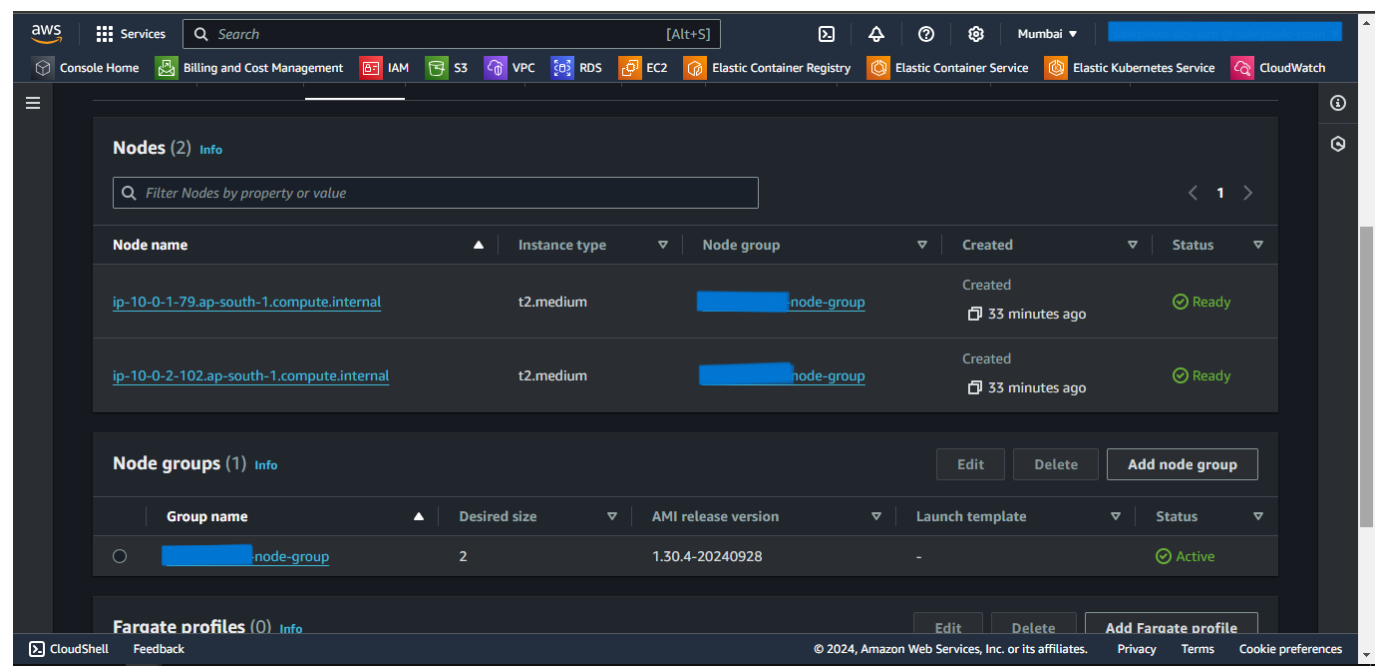 aws Services Search [Alt+S] Mumbai
Console Home Billing and Cost Management IAM S3 VPC RDS EC2 Elastic Container Registry Elastic Container Service Elastic Kubernetes Service CloudWatch
Nodes (2) Info
Filter Nodes by property or value
1
Node name Instance type Node group Created Status
ip-10-0-1-79.ap-south-1.compute.internal t2.medium node-group Created 33 minutes ago Ready
ip-10-0-2-102.ap-south-1.compute.internal t2.medium node-group Created 33 minutes ago Ready
Node groups (1) Info Edit Delete Add node group
Group name Desired size AMI release version Launch template Status
-node-group 2 1.30.4-20240928 - Active
Fargate profiles (0) Info Edit Delete Add Fargate profile
CloudShell Feedback © 2024, Amazon Web Services, Inc. or its affiliates. Privacy Terms Cookie preferences